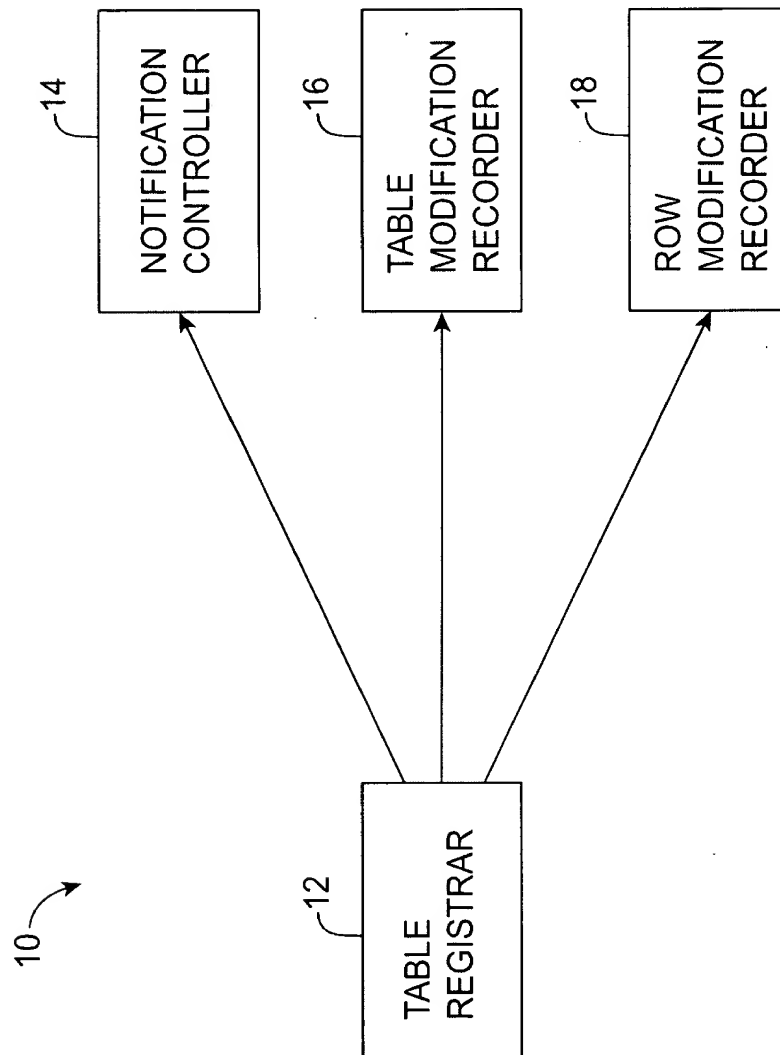 10
12
TABLE
REGISTRAR
14
NOTIFICATION
CONTROLLER
16
TABLE
MODIFICATION
RECORDER
18
ROW
MODIFICATION
RECORDER